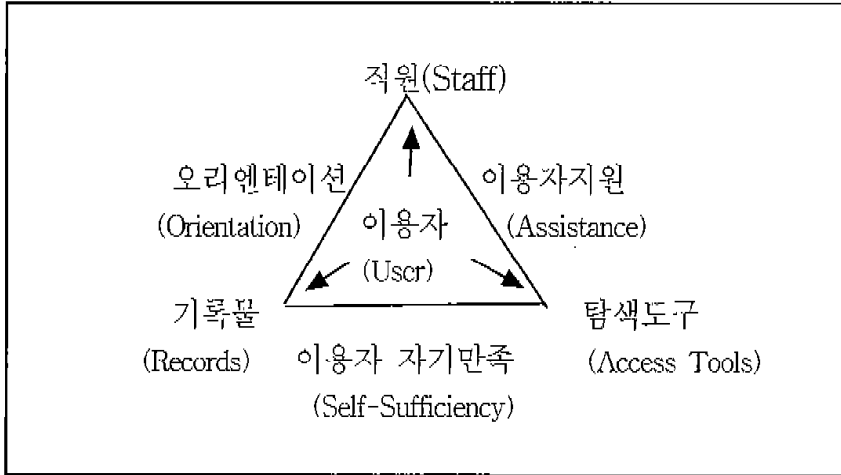 직원(Staff)
오리엔테이션 이용자지원
(Orientation) 이용자 (Assistance)
(User)
기록물 탐색도구
(Records) 이용자 자기만족 (Access Tools)
(Self-Sufficiency)